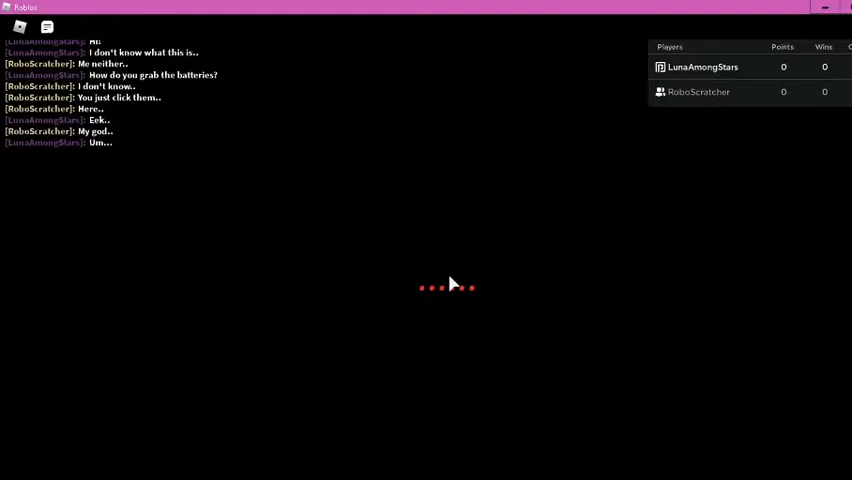 Roblox
[LunaAmongStars]: Hi!
[LunaAmongStars]: I don't know what this is..
[RoboScratcher]: Me neither..
[LunaAmongStars]: How do you grab the batteries?
[RoboScratcher]: I don't know..
[RoboScratcher]: You just click them..
[RoboScratcher]: Here..
[LunaAmongStars]: Eek..
[RoboScratcher]: My god..
[LunaAmongStars]: Um...
Players Points Wins
LunaAmongStars 0 0
RoboScratcher 0 0
......